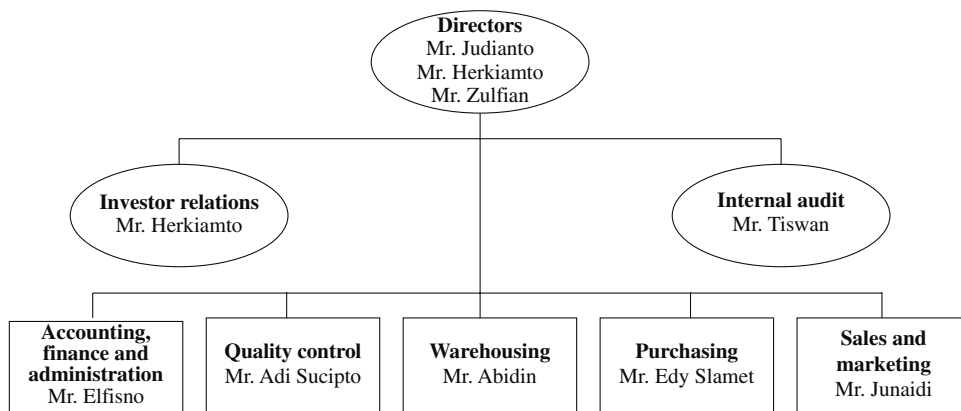 Directors
Mr. Judianto
Mr. Herkiamto
Mr. Zulfian
Investor relations
Mr. Herkiamto
Internal audit
Mr. Tiswan
Accounting,
finance and
administration
Mr. Elfisno
Quality control
Mr. Adi Sucipto
Warehousing
Mr. Abidin
Purchasing
Mr. Edy Slamet
Sales and
marketing
Mr. Junaidi